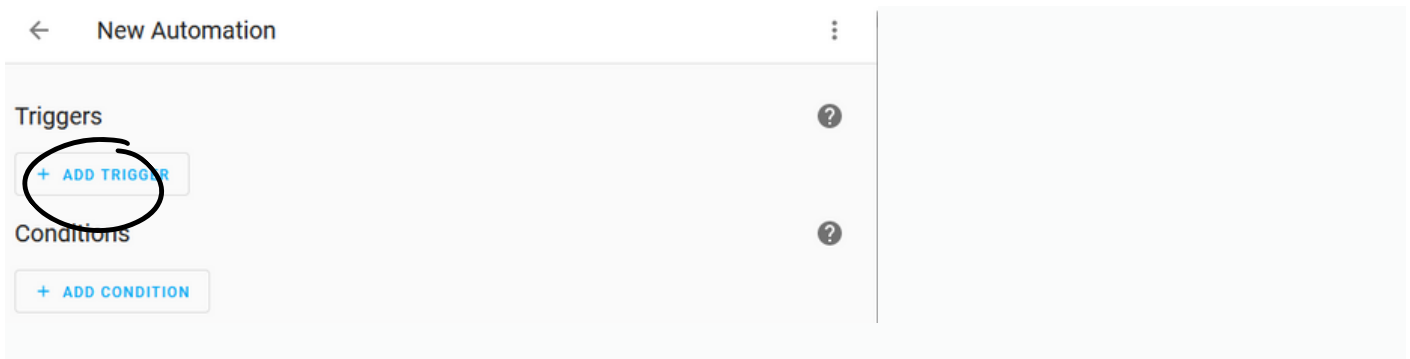 New Automation
Triggers
+ ADD TRIGGER
Conditions
+ ADD CONDITION